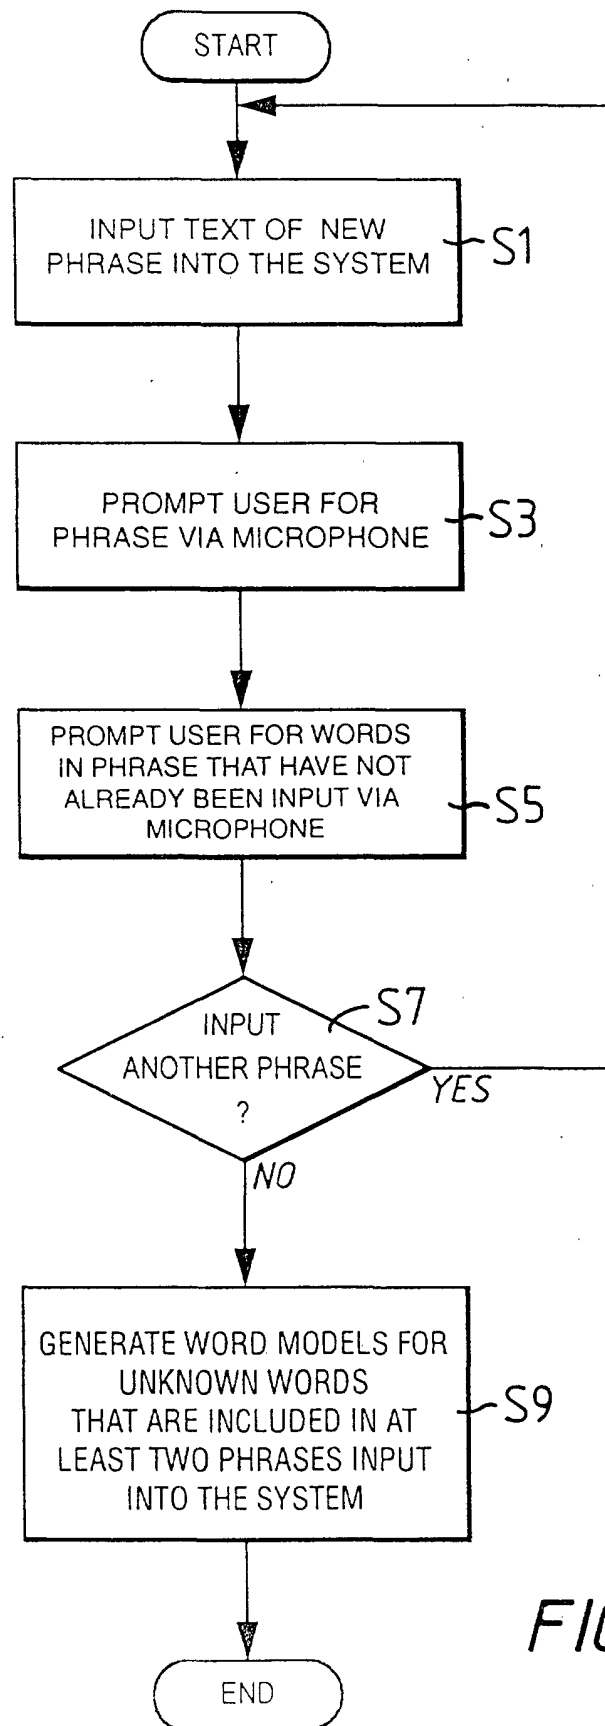 START
INPUT TEXT OF NEW
PHRASE INTO THE SYSTEM
S1
PROMPT USER FOR
PHRASE VIA MICROPHONE
S3
PROMPT USER FOR WORDS
IN PHRASE THAT HAVE NOT
ALREADY BEEN INPUT VIA
MICROPHONE
S5
S7
INPUT
ANOTHER PHRASE
?
YES
NO
GENERATE WORD MODELS FOR
UNKNOWN WORDS
THAT ARE INCLUDED IN AT
LEAST TWO PHRASES INPUT
INTO THE SYSTEM
S9
END